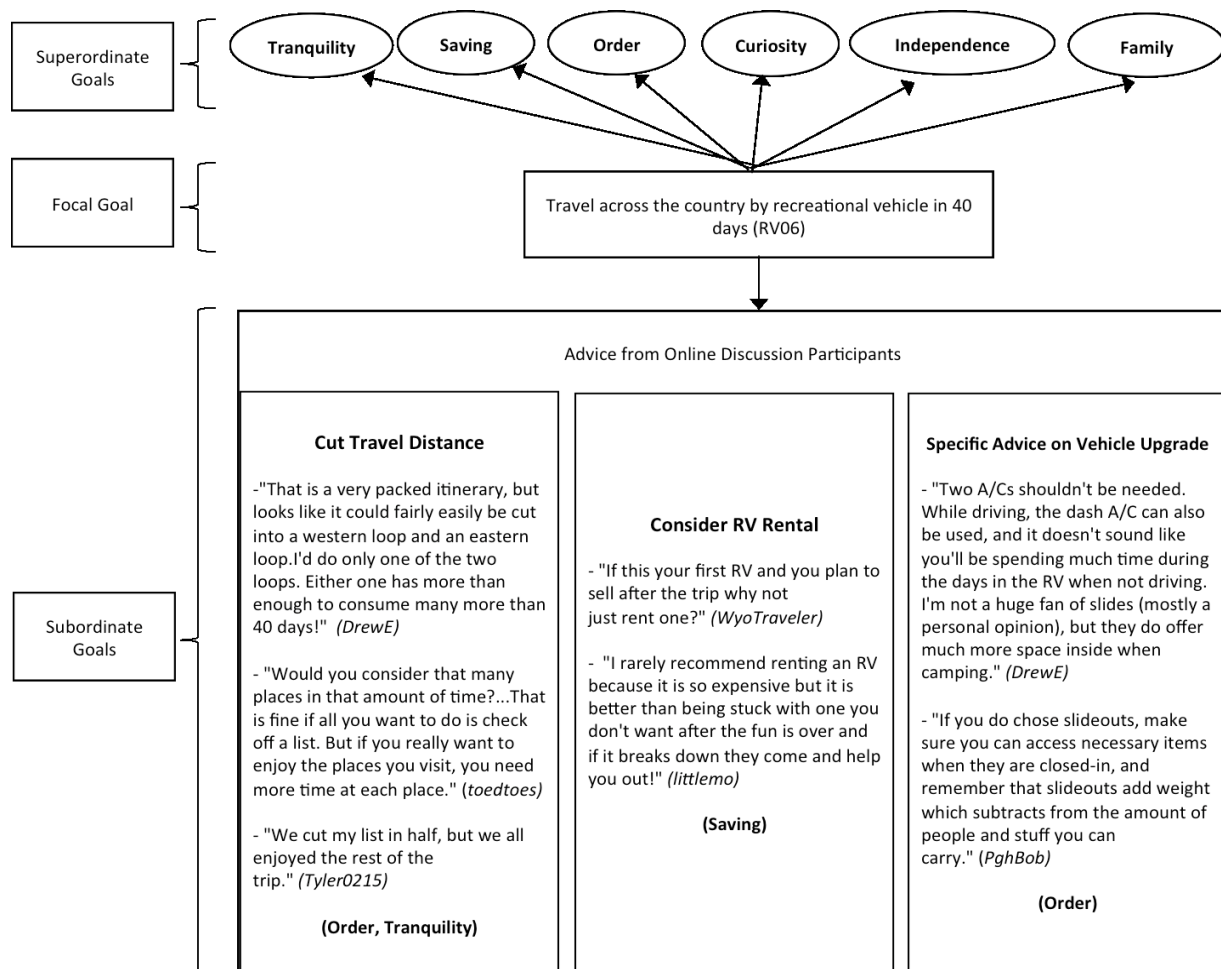 Superordinate
Goals
Tranquility
Saving
Order
Curiosity
Independence
Family
Focal Goal
Travel across the country by recreational vehicle in 40
days (RV06)
Subordinate
Goals
Advice from Online Discussion Participants
Cut Travel Distance
-"That is a very packed itinerary, but
looks like it could fairly easily be cut
into a western loop and an eastern
loop.I'd do only one of the two
loops. Either one has more than
enough to consume many more than
40 days!" (DrewE)
- "Would you consider that many
places in that amount of time?...That
is fine if all you want to do is check
off a list. But if you really want to
enjoy the places you visit, you need
more time at each place." (toedtoes)
- "We cut my list in half, but we all
enjoyed the rest of the
trip." (Tyler0215)
(Order, Tranquility)
Consider RV Rental
- "If this your first RV and you plan to
sell after the trip why not
just rent one?" (WyoTraveler)
- "I rarely recommend renting an RV
because it is so expensive but it is
better than being stuck with one you
don't want after the fun is over and
if it breaks down they come and help
you out!" (littlemo)
(Saving)
Specific Advice on Vehicle Upgrade
- "Two A/Cs shouldn't be needed.
While driving, the dash A/C can also
be used, and it doesn't sound like
you'll be spending much time during
the days in the RV when not driving.
I'm not a huge fan of slides (mostly a
personal opinion), but they do offer
much more space inside when
camping." (DrewE)
- "If you do chose slideouts, make
sure you can access necessary items
when they are closed-in, and
remember that slideouts add weight
which subtracts from the amount of
people and stuff you can
carry." (PghBob)
(Order)